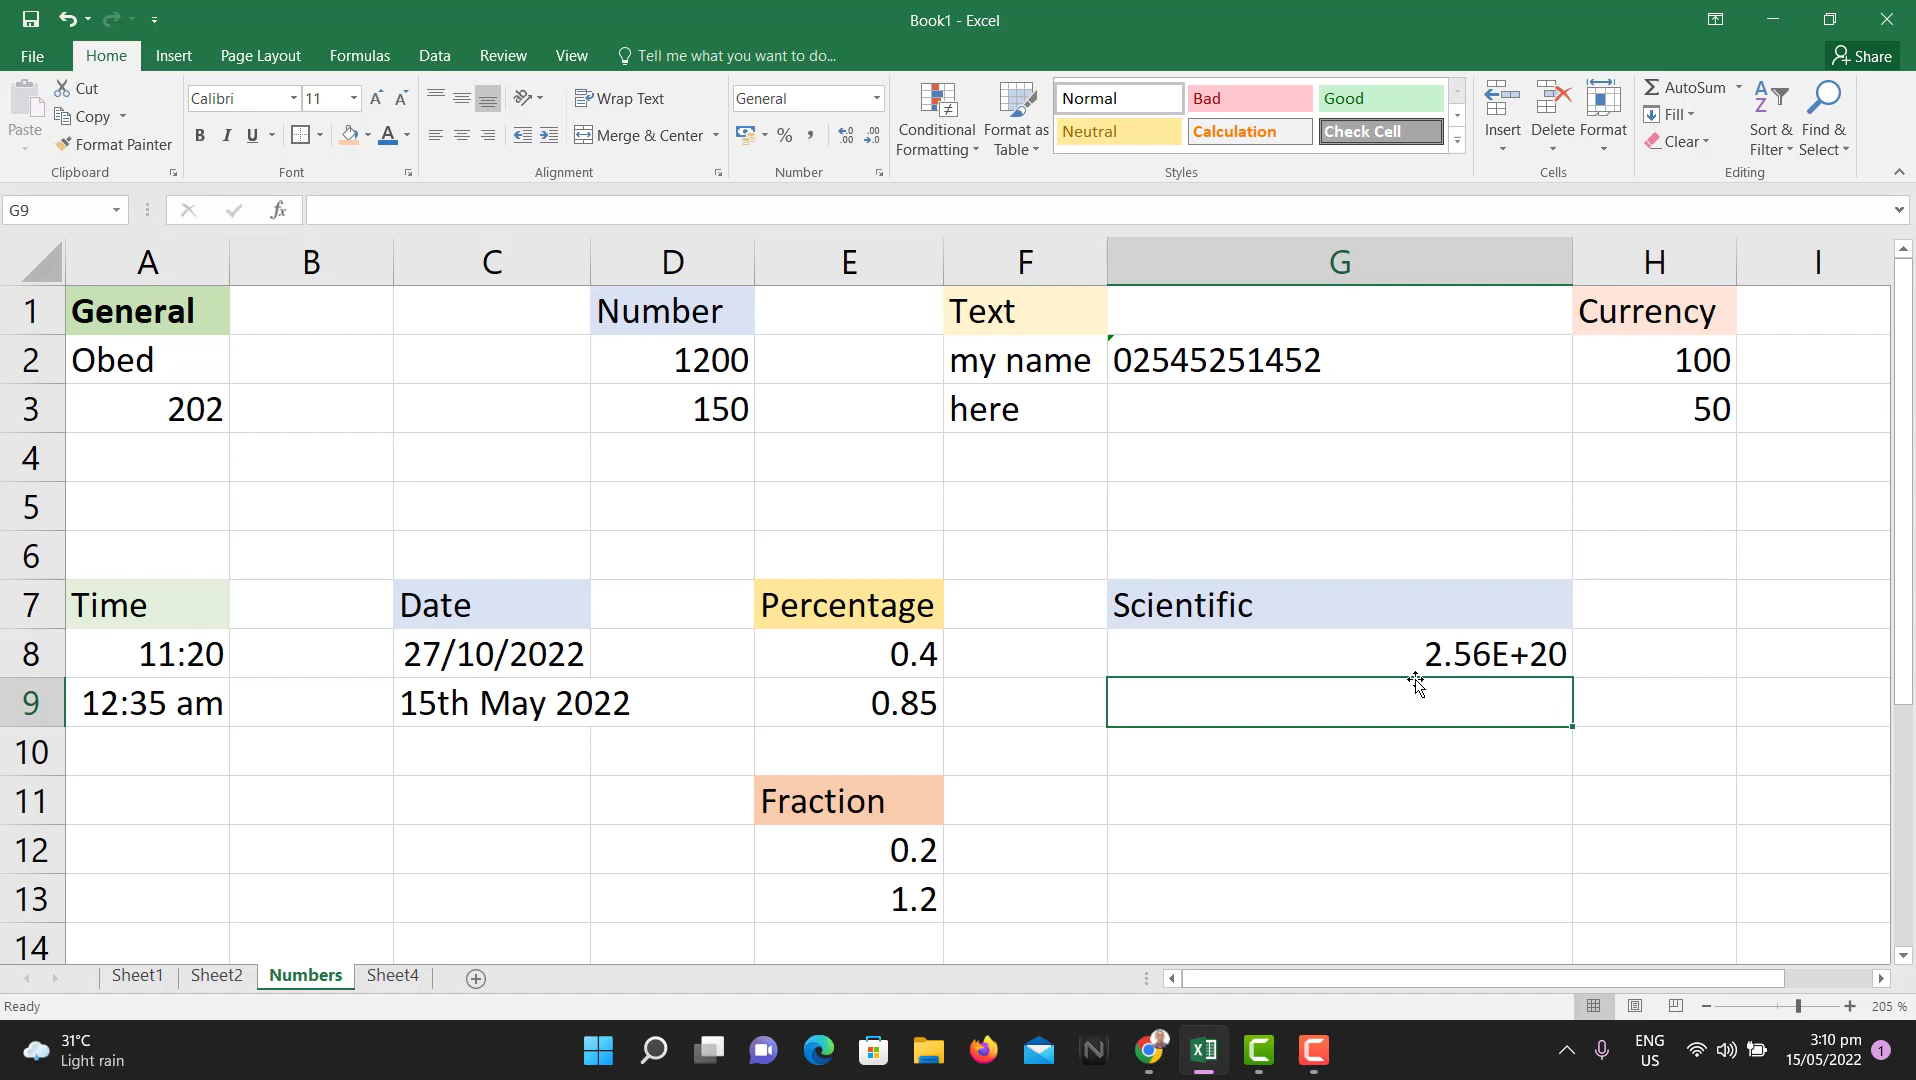 Book1 - Excel
File Home Insert Page Layout Formulas Data Review View Tell me what you want to do... Share
Paste
Cut
Copy
Format Painter
Clipboard
Calibri 11
B I U
Font
Wrap Text
Merge & Center
Alignment
General
%
Number
Conditional Formatting
Format as Table
Normal Bad Good
Neutral Calculation Check Cell
Styles
Insert Delete Format
Cells
AutoSum
Fill
Clear
Sort & Filter
Find & Select
Editing
G9 fx
A B C D E F G H I
1 General Number Text Currency
2 Obed 1200 my name 02545251452 100
3 202 150 here 50
4
5
6
7 Time Date Percentage Scientific
8 11:20 27/10/2022 0.4 2.56E+20
9 12:35 am 15th May 2022 0.85
10
11 Fraction
12 0.2
13 1.2
14
Sheet1 Sheet2 Numbers Sheet4
Ready 205 %
31°C
Light rain
ENG
US
3:10 pm
15/05/2022
1